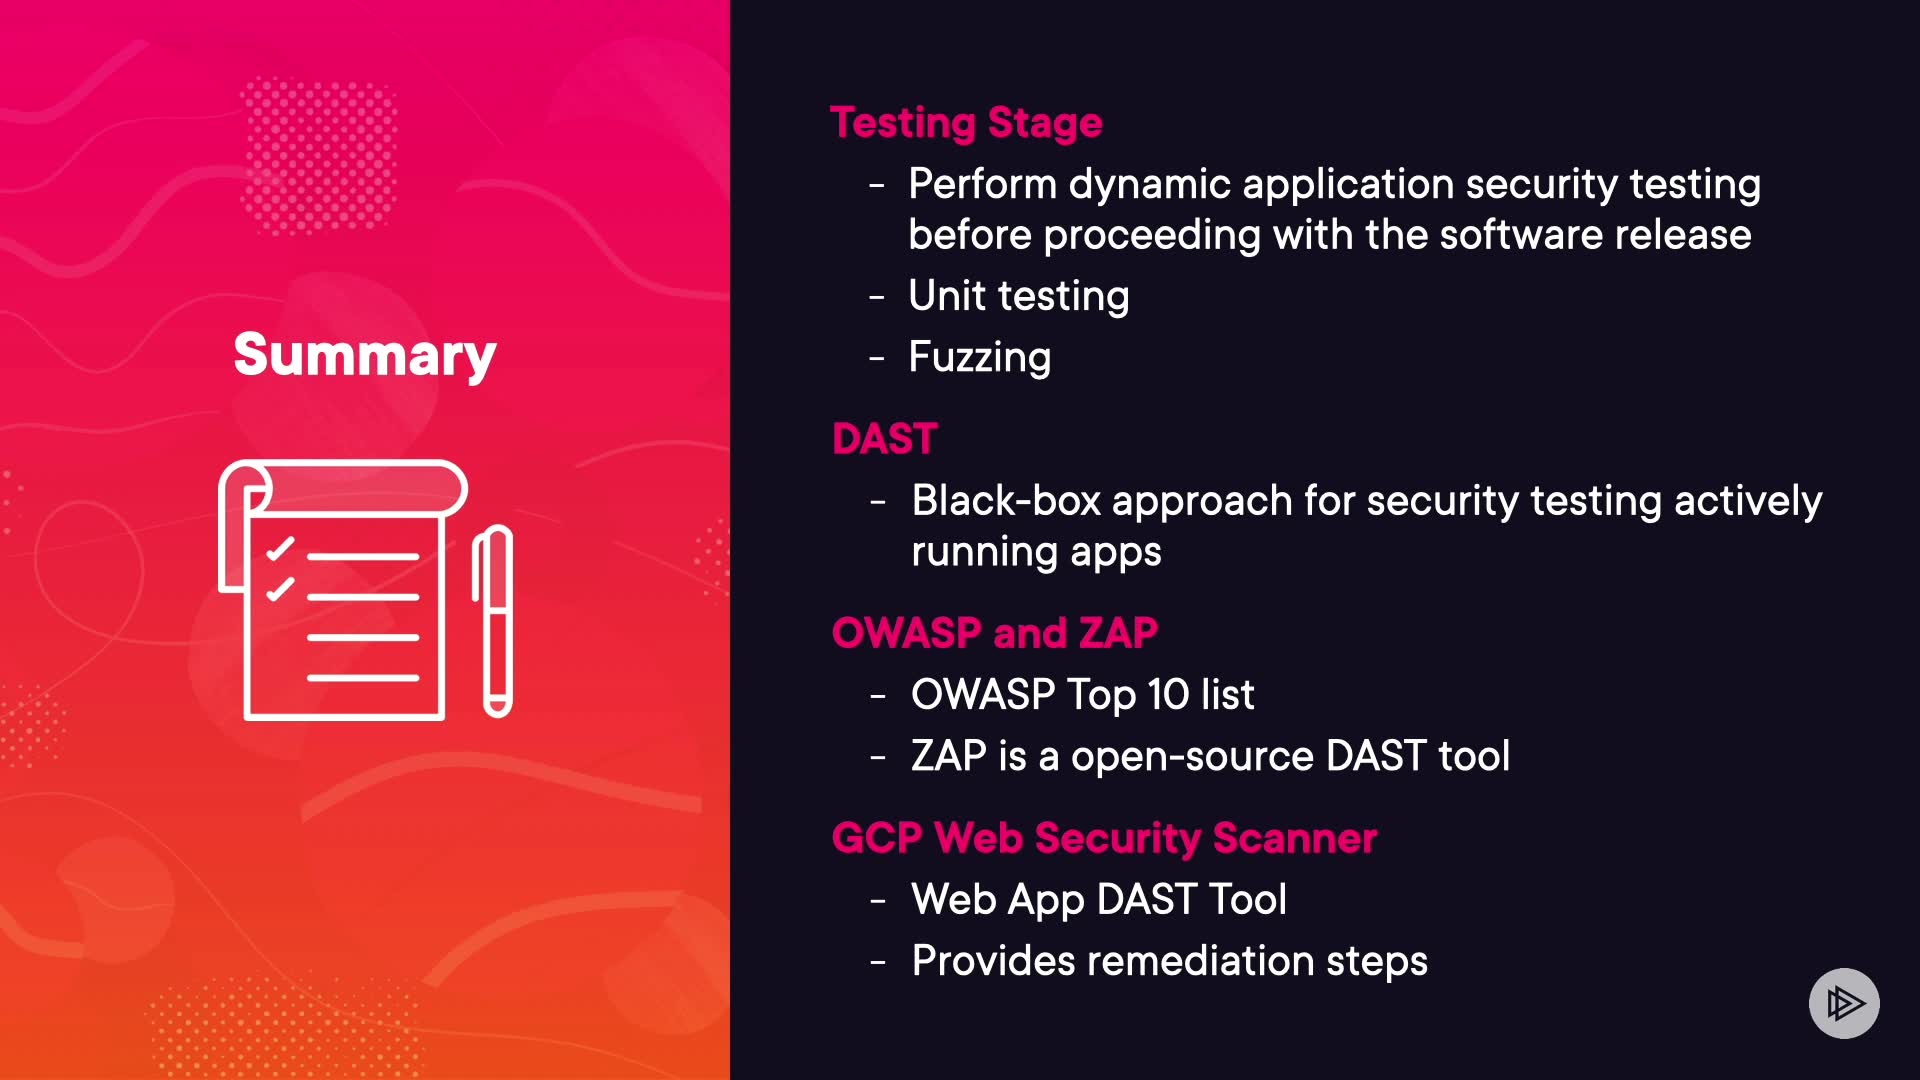 Summary
Testing Stage
- Perform dynamic application security testing
before proceeding with the software release
- Unit testing
- Fuzzing
DAST
- Black-box approach for security testing actively
running apps
OWASP and ZAP
- OWASP Top 10 list
- ZAP is a open-source DAST tool
GCP Web Security Scanner
- Web App DAST Tool
- Provides remediation steps